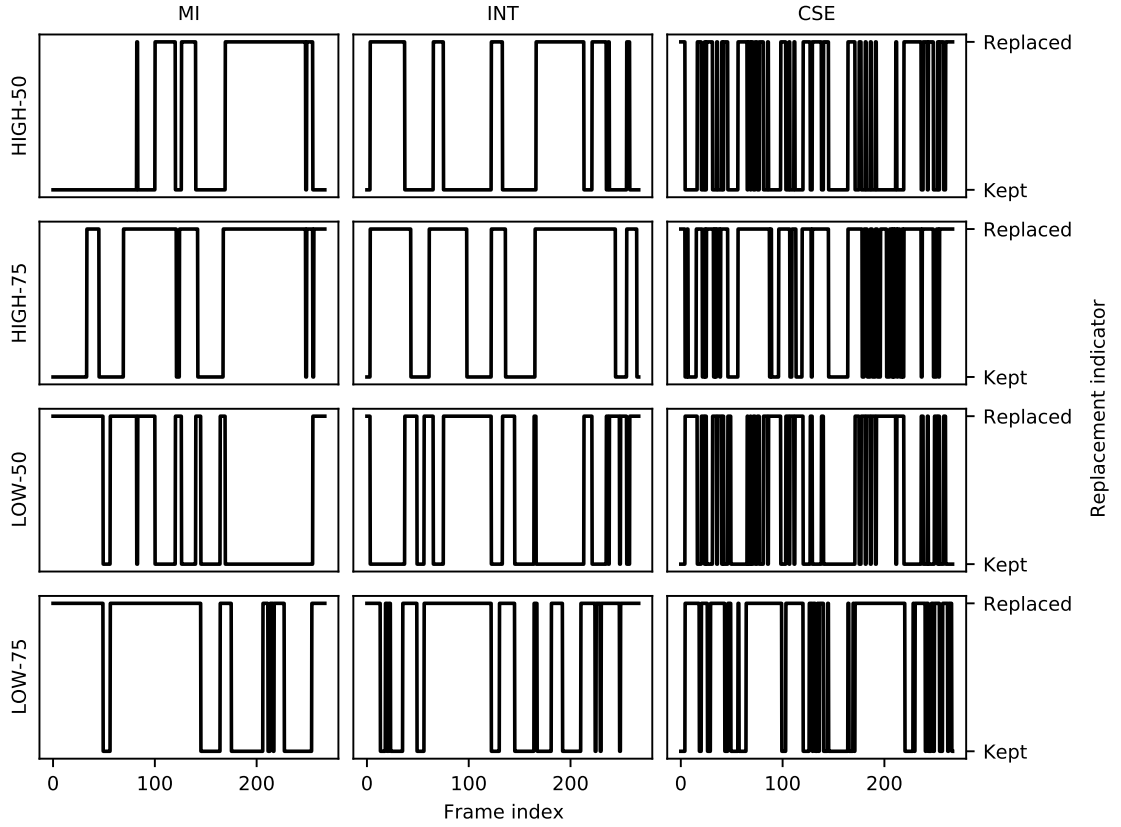 MI INT CSE
HIGH-50
Replaced
Kept
HIGH-75
Replaced
Kept
LOW-50
Replaced
Kept
LOW-75
Replaced
Kept
Replacement indicator
0 100 200 0 100 200 0 100 200
Frame index